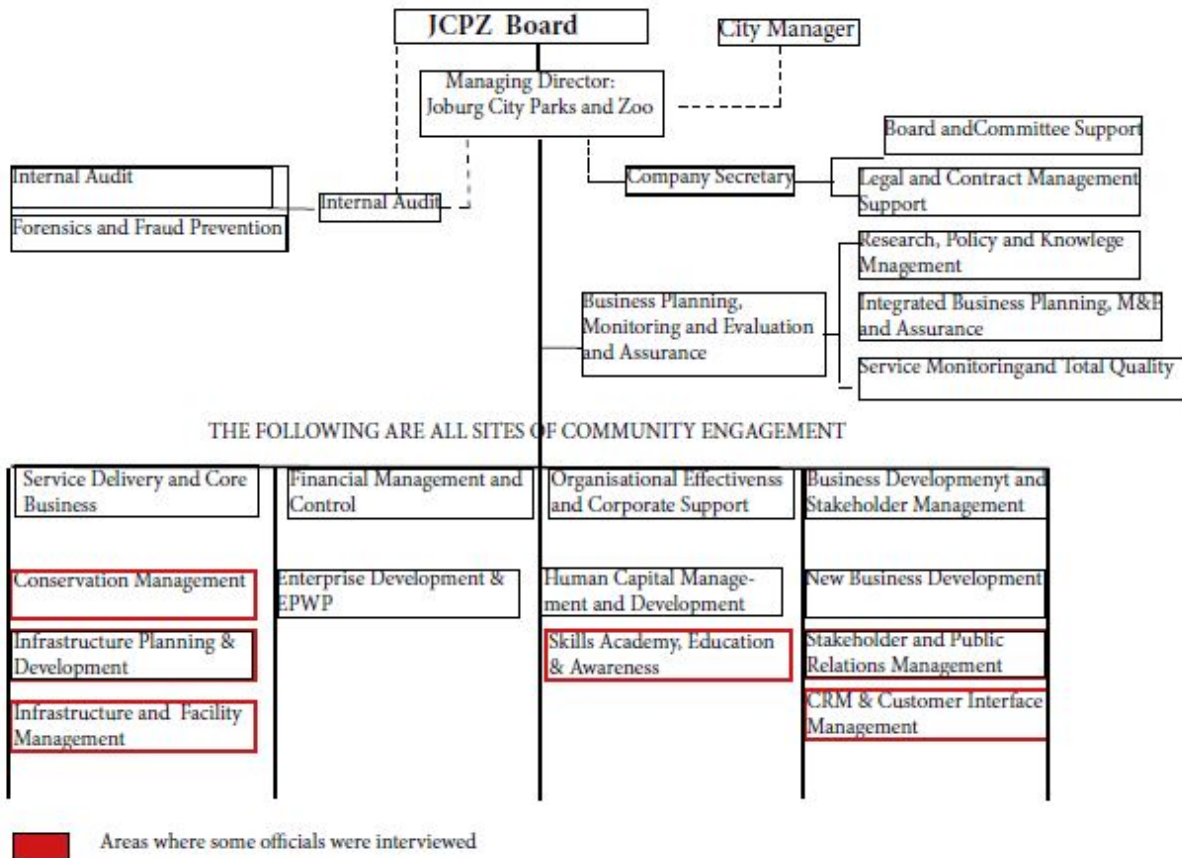 JCPZ Board
City Manager
Managing Director:
Joburg City Parks and Zoo
Board andCommittee Support
Internal Audit
Forensics and Fraud Prevention
Internal Audit
Company Secretary
Legal and Contract Management
Support
Research, Policy and Knowlege
Mnagement
Business Planning,
Monitoring and Evaluation
and Assurance
Integrated Business Planning, M&E
and Assurance
Service Monitoringand Total Quality
THE FOLLOWING ARE ALL SITES OF COMMUNITY ENGAGEMENT
Service Delivery and Core
Business
Financial Management and
Control
Organisational Effectivenss
and Corporate Support
Business Developmenyt and
Stakeholder Management
Conservation Management
Enterprise Development &
EPWP
Human Capital Manage-
ment and Development
New Business Development
Infrastructure Planning &
Development
Skills Academy, Education
& Awareness
Stakeholder and Public
Relations Management
Infrastructure and Facility
Management
CRM & Customer Interface
Management
Areas where some officials were interviewed